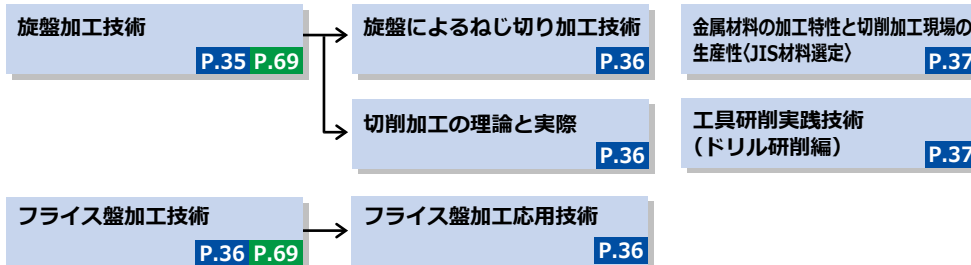 旋盤加工技術
P.35 P.69
旋盤によるねじ切り加工技術
P.36
金属材料の加工特性と切削加工現場の
生産性〈JIS材料選定〉
P.37
切削加工の理論と実際
P.36
工具研削実践技術
（ドリル研削編）
P.37
フライス盤加工技術
P.36 P.69
フライス盤加工応用技術
P.36